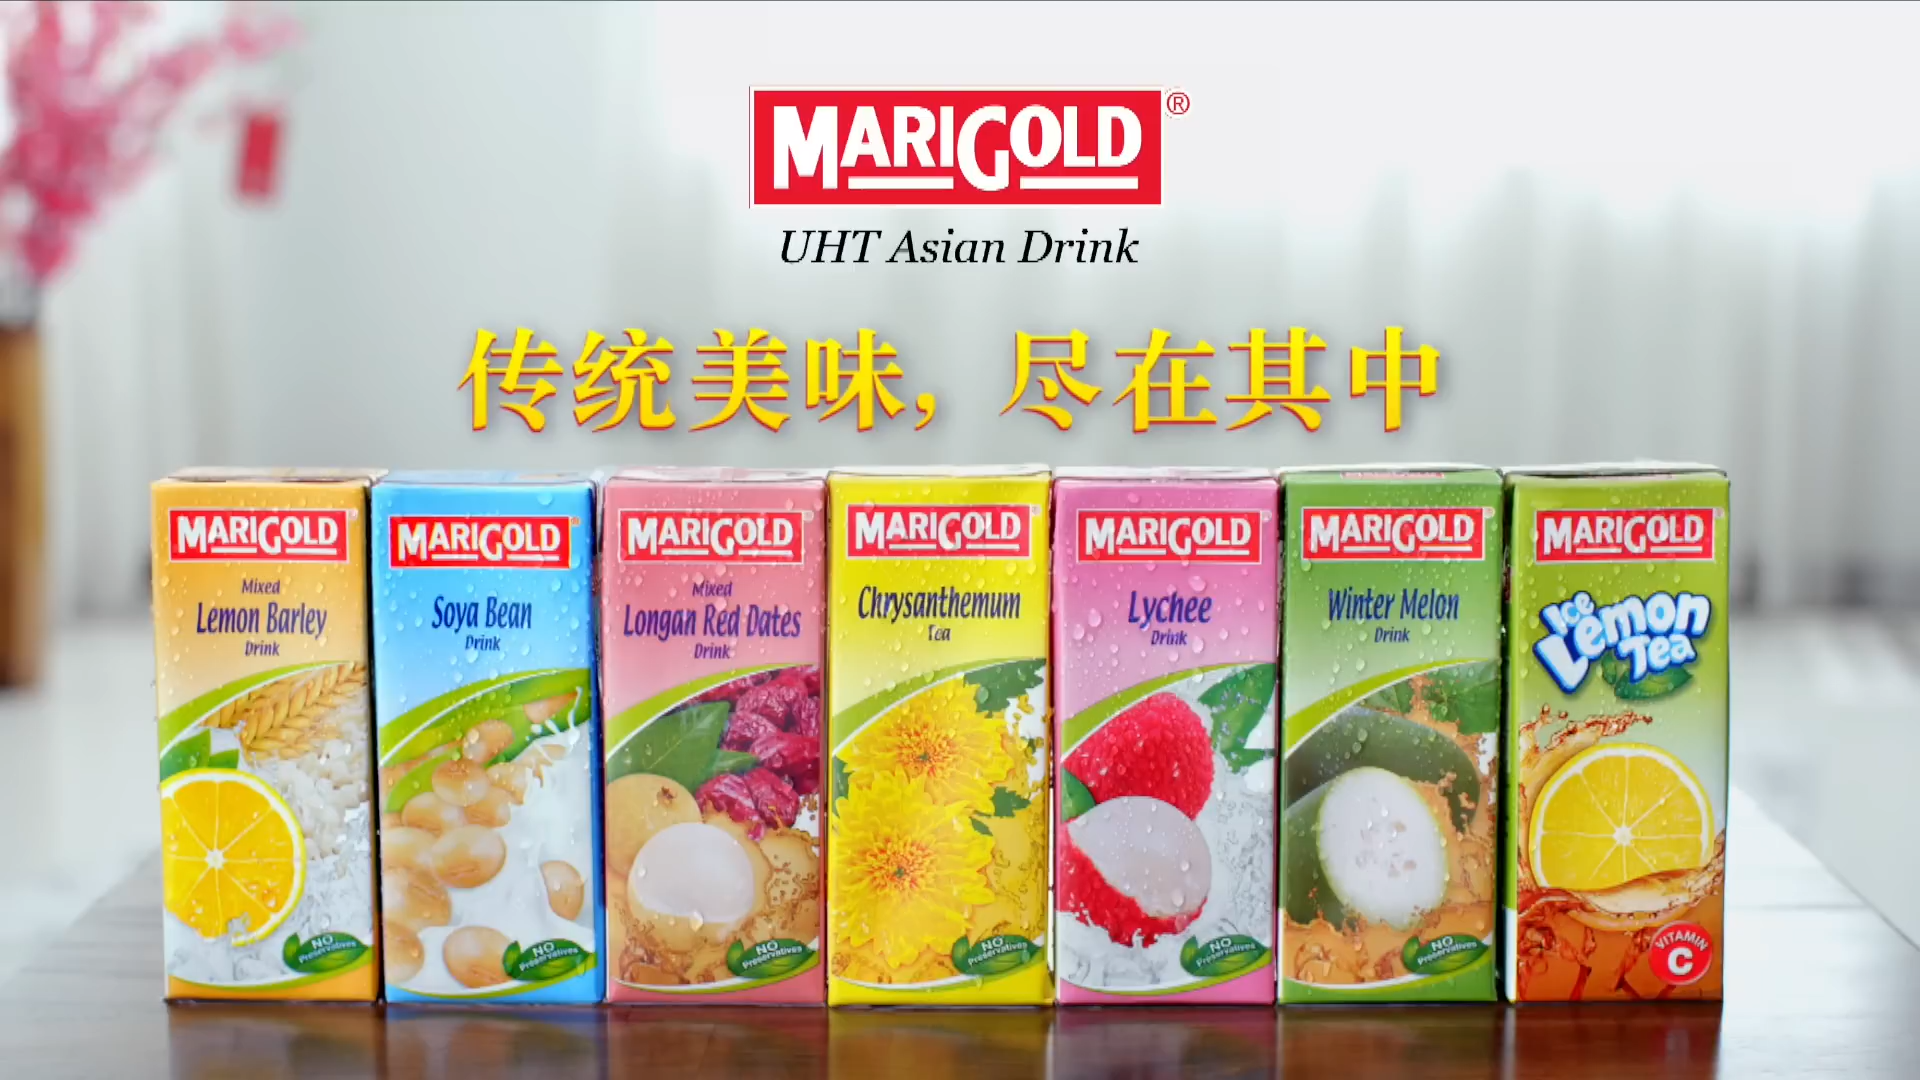 MARIGOLD®
UHT Asian Drink
传统美味，尽在其中
MARIGOLD
Mixed
Lemon Barley
Drink
NO
Preservatives
MARIGOLD
Soya Bean
Drink
NO
Preservatives
MARIGOLD
Mixed
Longan Red Dates
Drink
NO
Preservatives
MARIGOLD
Chrysanthemum
Tea
NO
Preservatives
MARIGOLD
Lychee
Drink
NO
Preservatives
MARIGOLD
Winter Melon
Drink
NO
Preservatives
MARIGOLD
Ice
Lemon
Tea
VITAMIN
C